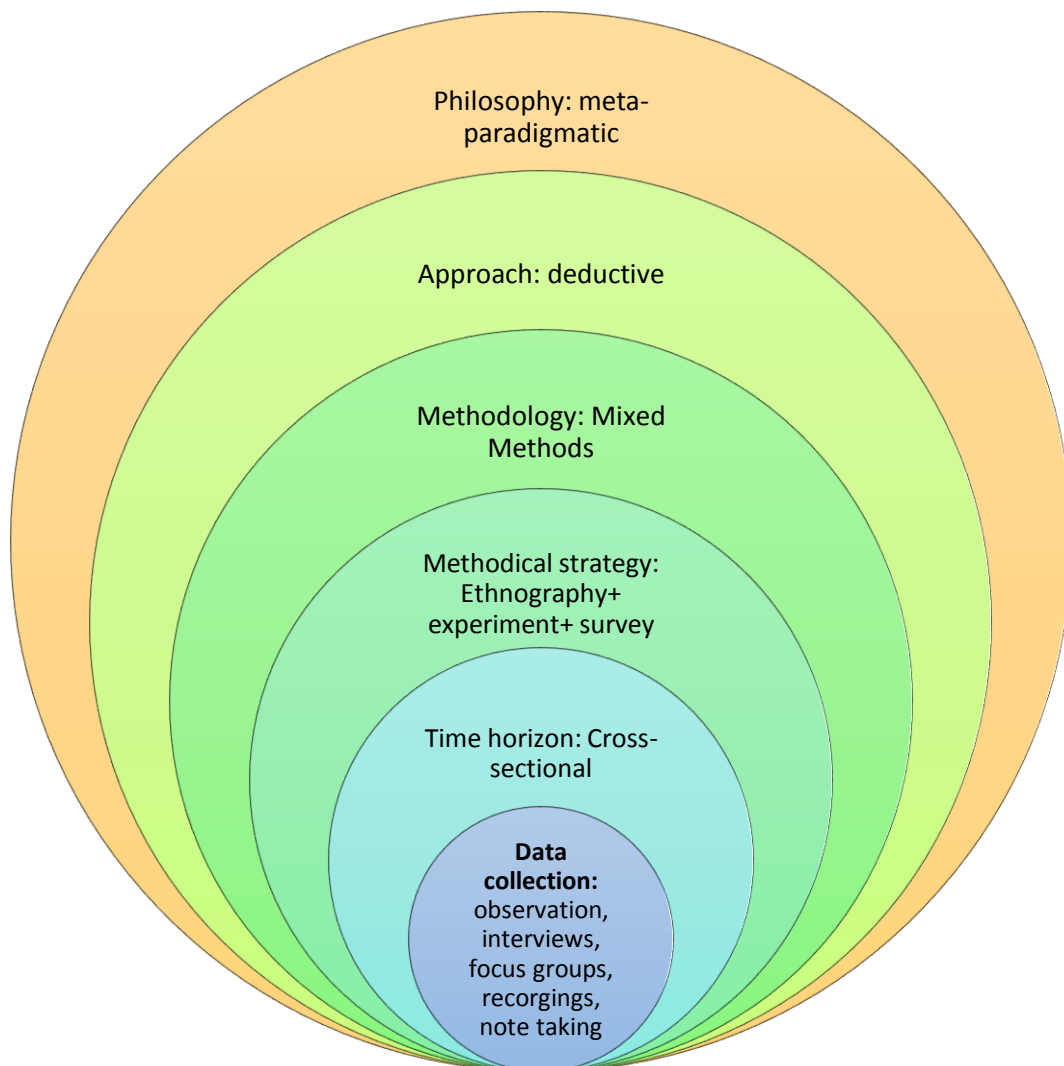 Philosophy: meta-
paradigmatic
Approach: deductive
Methodology: Mixed
Methods
Methodical strategy:
Ethnography+
experiment+ survey
Time horizon: Cross-
sectional
Data
collection:
observation,
interviews,
focus groups,
recorgings,
note taking